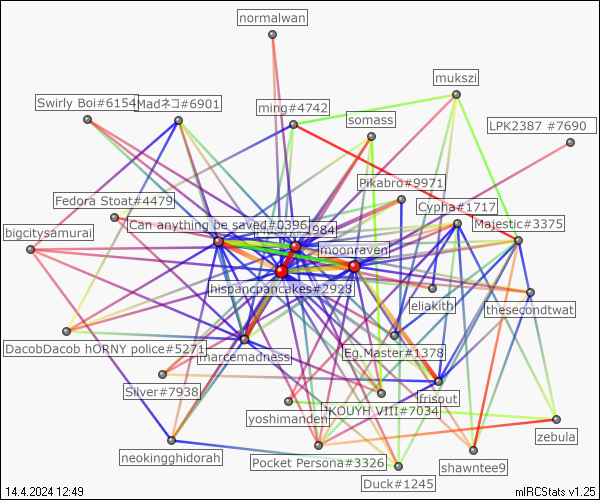 normalwan
mukszi
Swirly Boi#6154
Madネコ#6901
ming#4742
somass
LPK2387 #7690
Pikabro#9971
Fedora Stoat#4479
Cypha#1717
Can anything be saved#0396
1984
Majestic#3375
bigcitysamurai
moonraven
hispancpancakes#2928
eliakith
thesecondtwat
DacobDacob hORNY police#5271
marcemadness
Eg.Master#1378
Silver#7938
frisout
yoshimanden
KOUYH VIII#7034
zebula
neokingghidorah
Pocket Persona#3326
shawntee9
Duck#1245
14.4.2024 12:49
mIRCStats v1.25